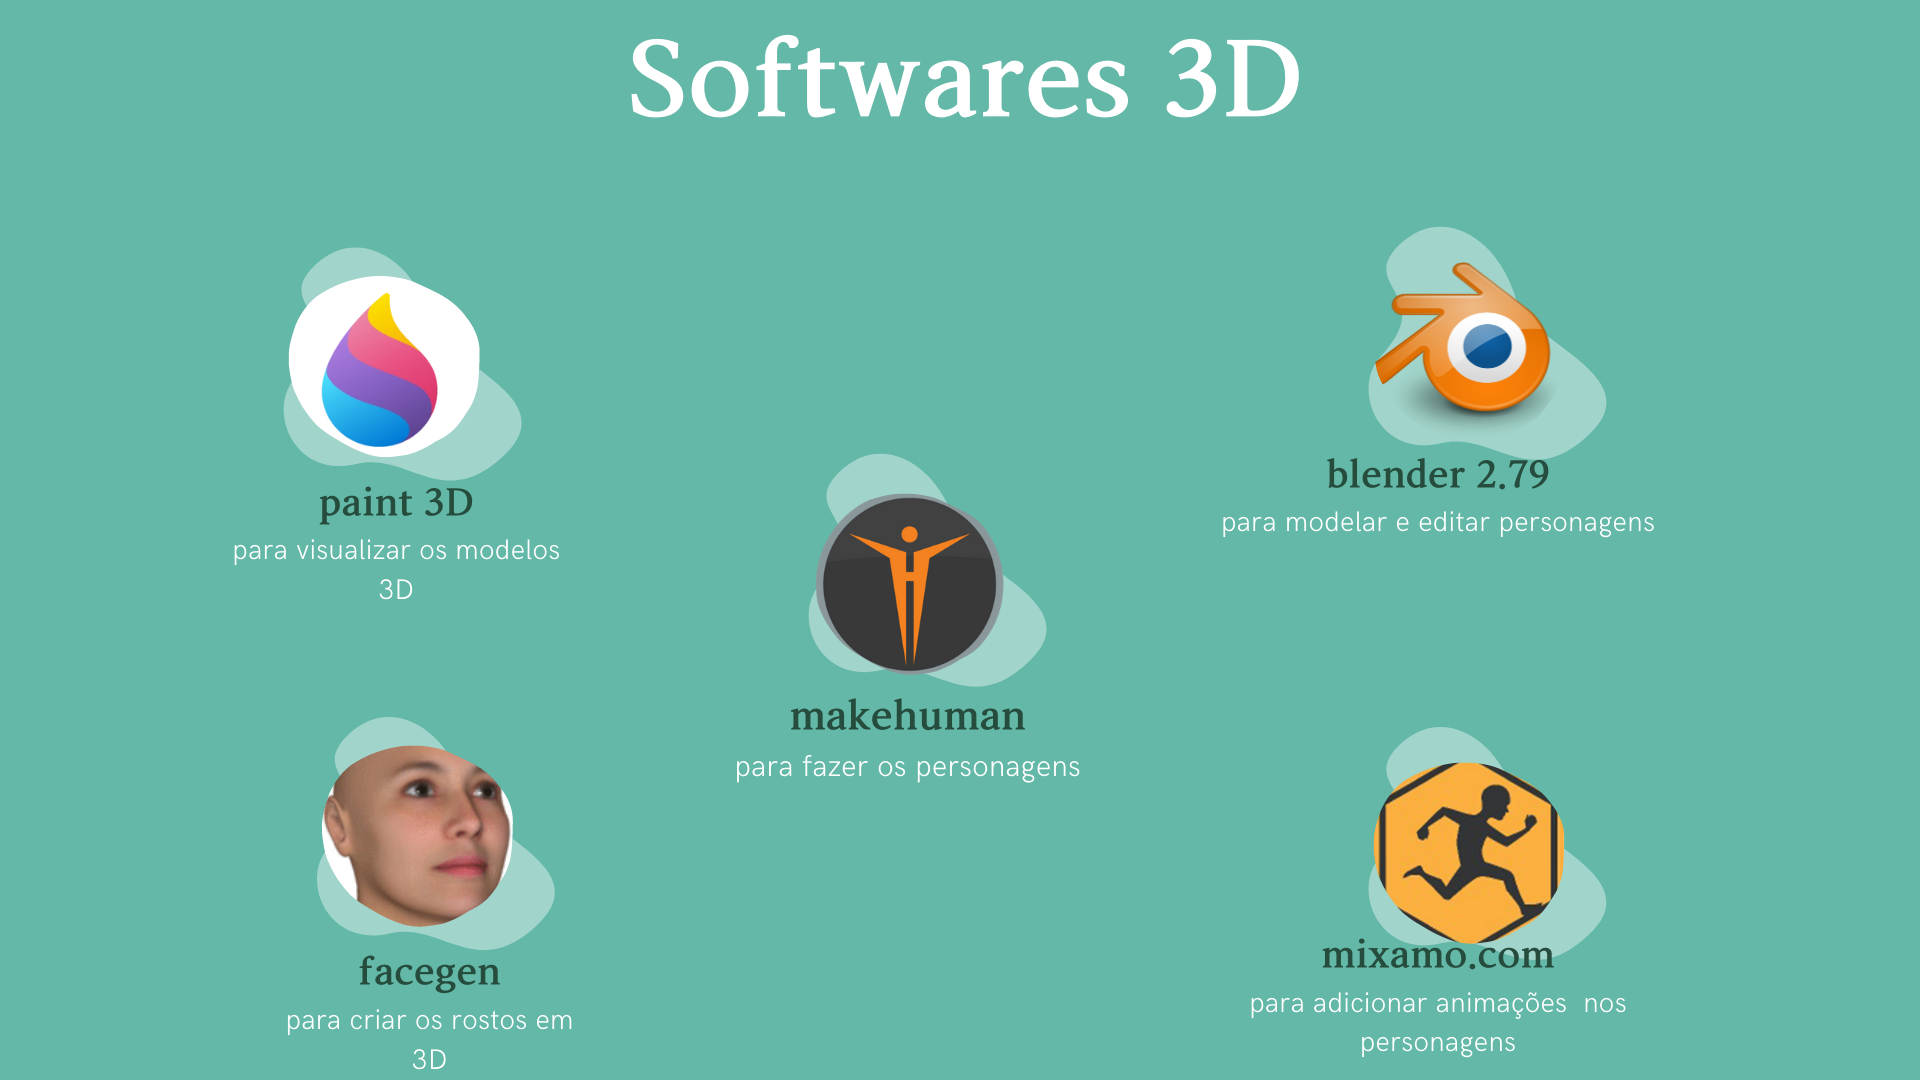 Softwares 3D
paint 3D
para visualizar os modelos
3D
blender 2.79
para modelar e editar personagens
makehuman
para fazer os personagens
facegen
para criar os rostos em
3D
mixamo.com
para adicionar animações  nos
personagens